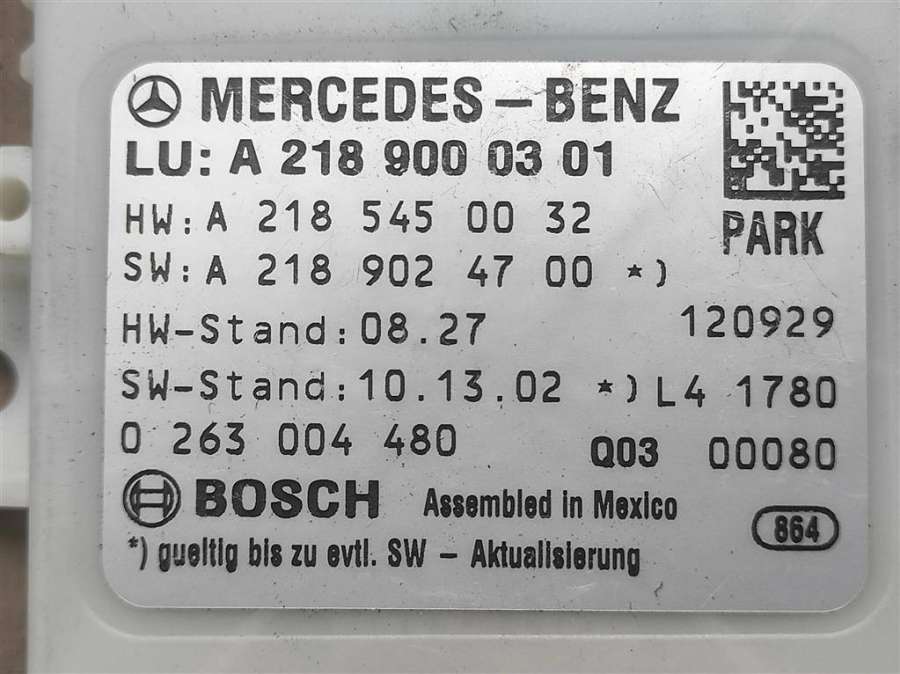 MERCEDES-BENZ
LU: A 218 900 03 01
HW: A 218 545 00 32
PARK
SW: A 218 902 47 00 *)
HW-Stand: 08.27 120929
SW-Stand: 10.13.02 *) L4 1780
0 263 004 480 Q03 00080
BOSCH Assembled in Mexico
864
*) gueltig bis zu evtl. SW - Aktualisierung